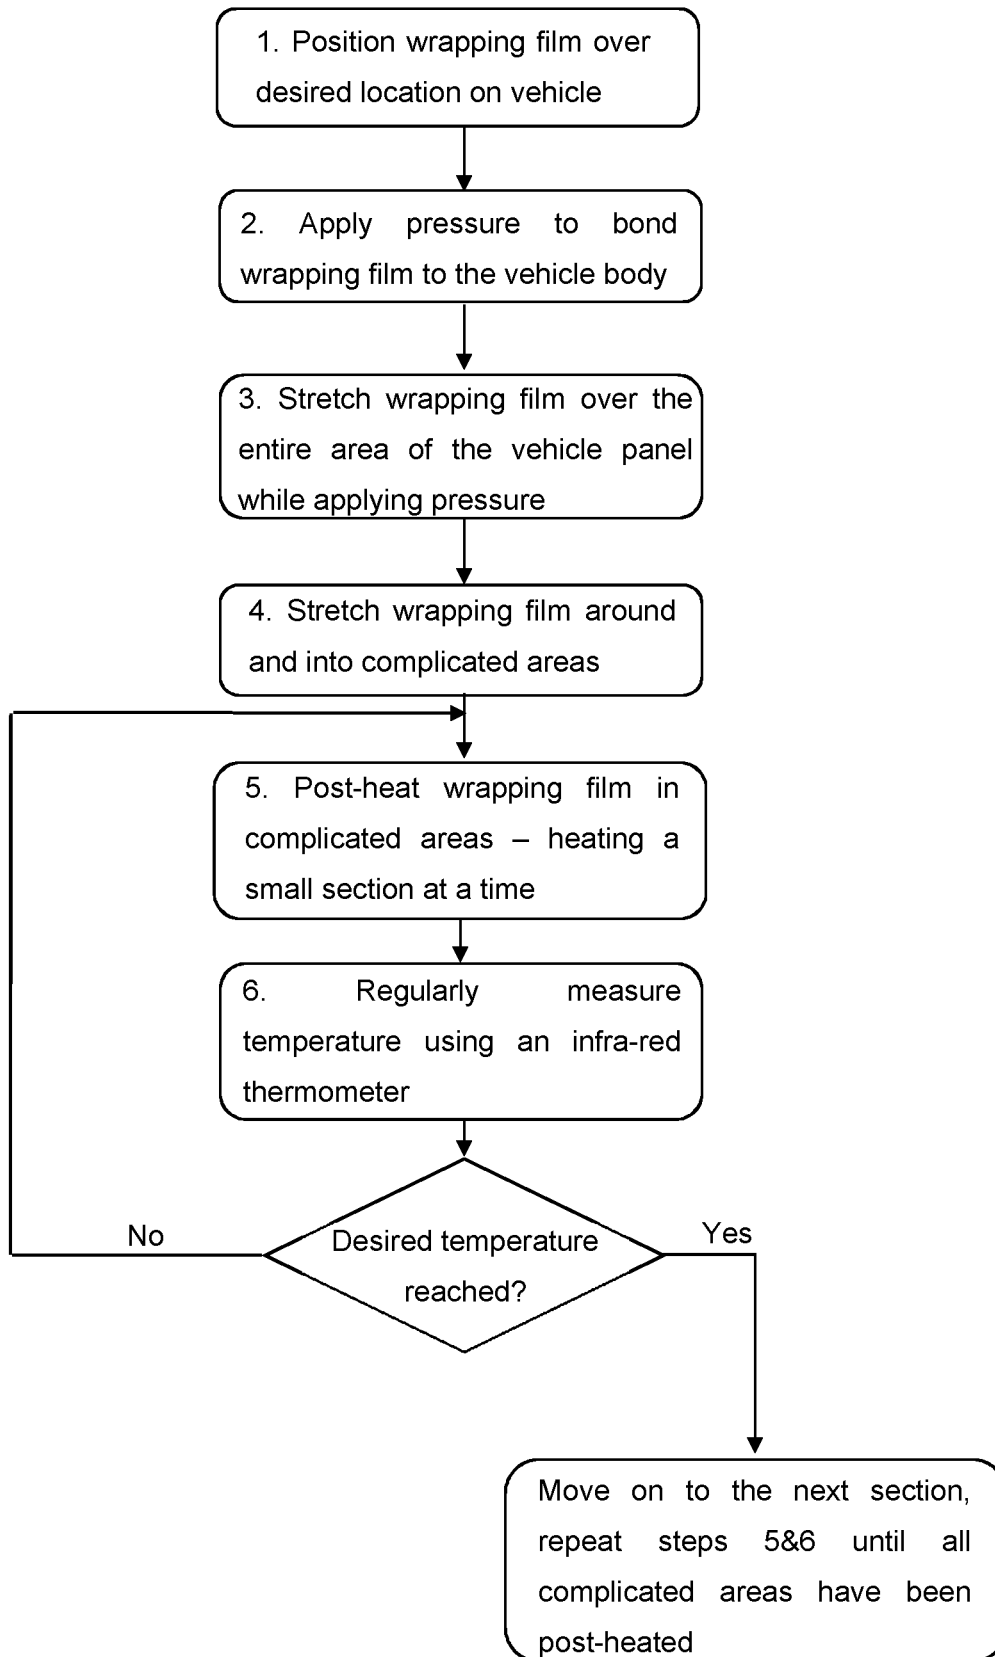 1. Position wrapping film over
desired location on vehicle
2. Apply pressure to bond
wrapping film to the vehicle body
3. Stretch wrapping film over the
entire area of the vehicle panel
while applying pressure
4. Stretch wrapping film around
and into complicated areas
5. Post-heat wrapping film in
complicated areas – heating a
small section at a time
6. Regularly measure
temperature using an infra-red
thermometer
Desired temperature
reached?
No
Yes
Move on to the next section,
repeat steps 5&6 until all
complicated areas have been
post-heated